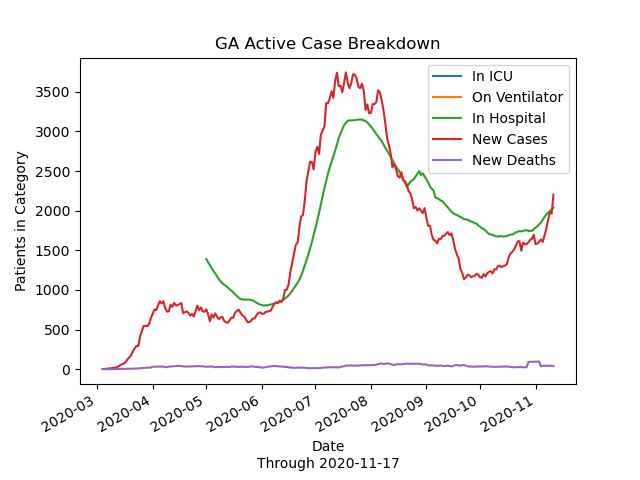 GA Active Case Breakdown
Patients in Category
3500
3000
2500
2000
1500
1000
500
0
In ICU
On Ventilator
In Hospital
New Cases
New Deaths
2020-03
2020-04
2020-05
2020-06
2020-07
2020-08
2020-09
2020-10
2020-11
Date
Through 2020-11-17